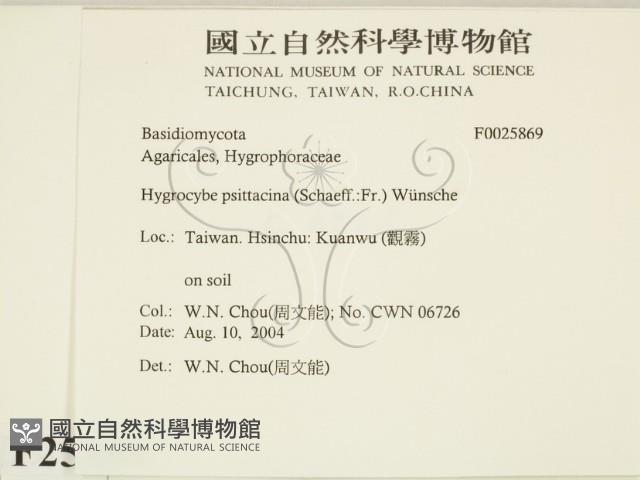 國立自然科學博物館
NATIONAL MUSEUM OF NATURAL SCIENCE
TAICHUNG, TAIWAN, R.O.CHINA
Basidiomycota F0025869
Agaricales, Hygrophoraceae
Hygrocybe psittacina (Schaeff.:Fr.) Wünsche
Loc.: Taiwan. Hsinchu: Kuanwu (觀霧)
on soil
Col.: W.N. Chou(周文能); No. CWN 06726
Date: Aug. 10, 2004
Det.: W.N. Chou(周文能)
國立自然科學博物館
NATIONAL MUSEUM OF NATURAL SCIENCE
F25